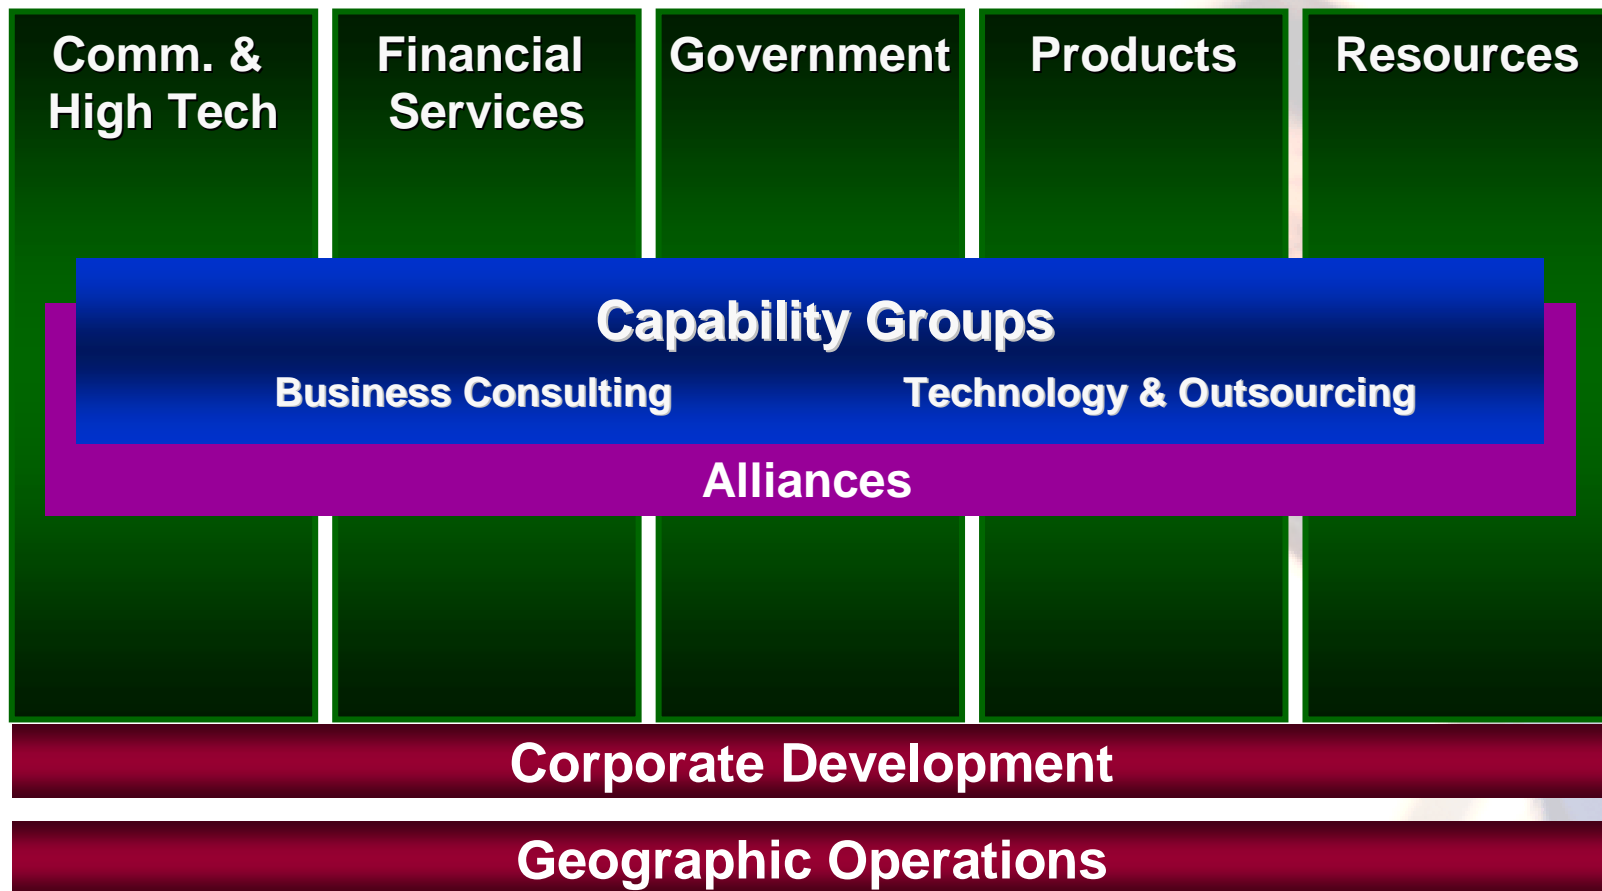 Comm. &
High Tech
Financial
Services
Government
Products
Resources
Capability Groups
Business Consulting
Technology & Outsourcing
Alliances
Corporate Development
Geographic Operations